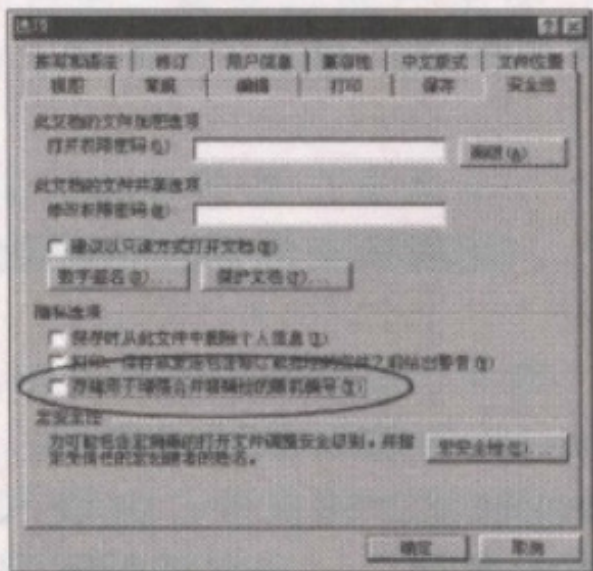 选项
拼写和语法 修订 用户信息 兼容性 中文版式 文件位置
视图 常规 编辑 打印 保存 安全性
此文档的文件加密选项
打开权限密码(O)
高级(A)...
此文档的文件共享选项
修改权限密码(M)
建议以只读方式打开文档(E)
数字签名(D)... 保护文档(P)...
隐私选项
保存时从此文件中删除个人信息(R)
打印、保存或发送包含修订或批注的文件之前给出警告(W)
存储用于增强合并精确性的随机编号(T)
宏安全性
为可能包含宏病毒的打开文件调整安全级别，并指
定受信任的宏创建者的姓名。
宏安全性(S)...
确定 取消